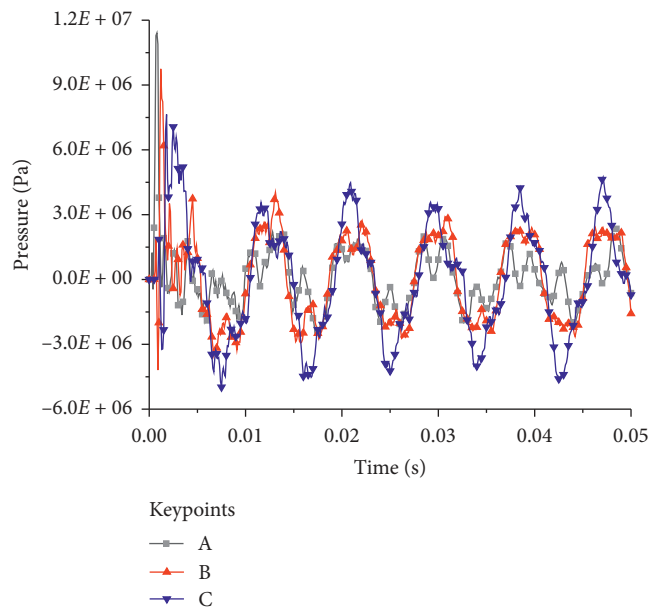 1.2E + 07
9.0E + 06
6.0E + 06
3.0E + 06
0.0E + 00
−3.0E + 06
−6.0E + 06
Pressure (Pa)
0.00 0.01 0.02 0.03 0.04 0.05
Time (s)
Keypoints
A
B
C